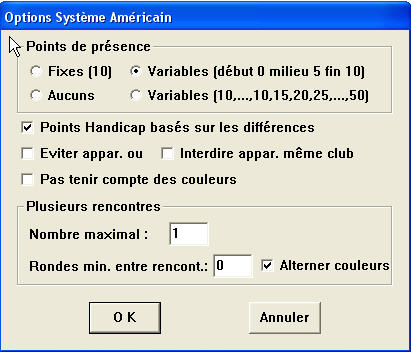 Options Système Américain
Points de présence
Fixes (10) Variables (début 0 milieu 5 fin 10)
Aucuns Variables (10,...,10,15,20,25,...,50)
Points Handicap basés sur les différences
Eviter appar. ou Interdire appar. même club
Pas tenir compte des couleurs
Plusieurs rencontres
Nombre maximal : 1
Rondes min. entre rencont.: 0 Alterner couleurs
O K Annuler